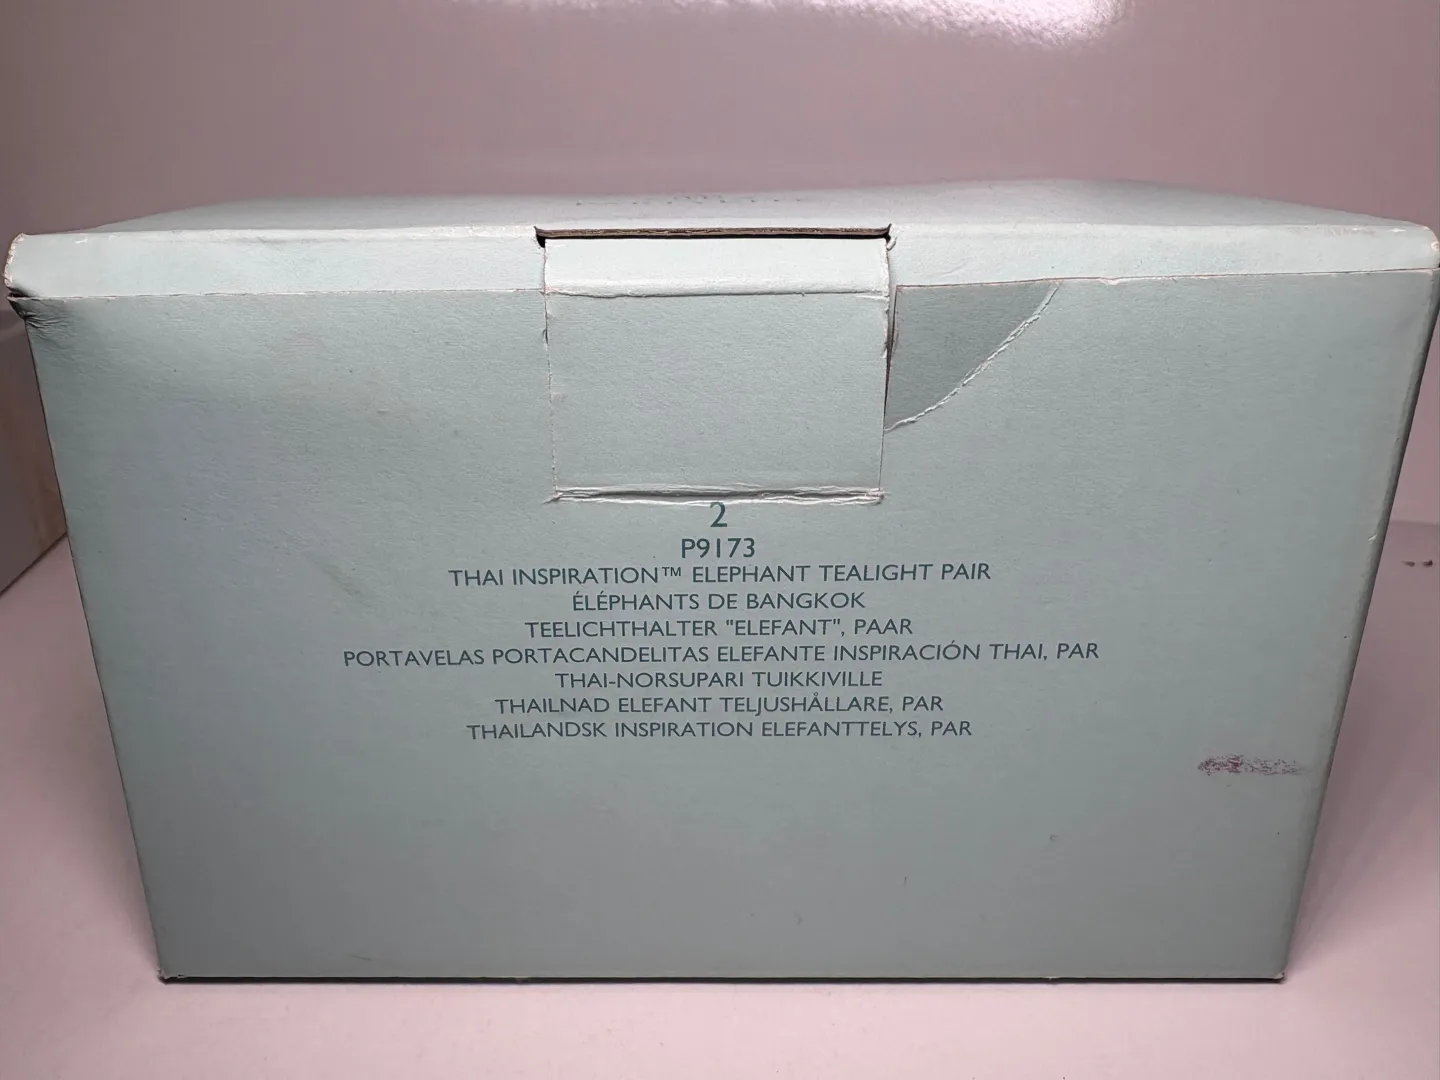 2
P9173
THAI INSPIRATION™ ELEPHANT TEALIGHT PAIR
ÉLÉPHANTS DE BANGKOK
TEELICHTHALTER "ELEFANT", PAAR
PORTAVELAS PORTACANDELITAS ELEFANTE INSPIRACIÓN THAI, PAR
THAI-NORSUPARI TUIKKIVILLE
THAILNAD ELEFANT TELJUSHÅLLARE, PAR
THAILANDSK INSPIRATION ELEFANTTELYS, PAR